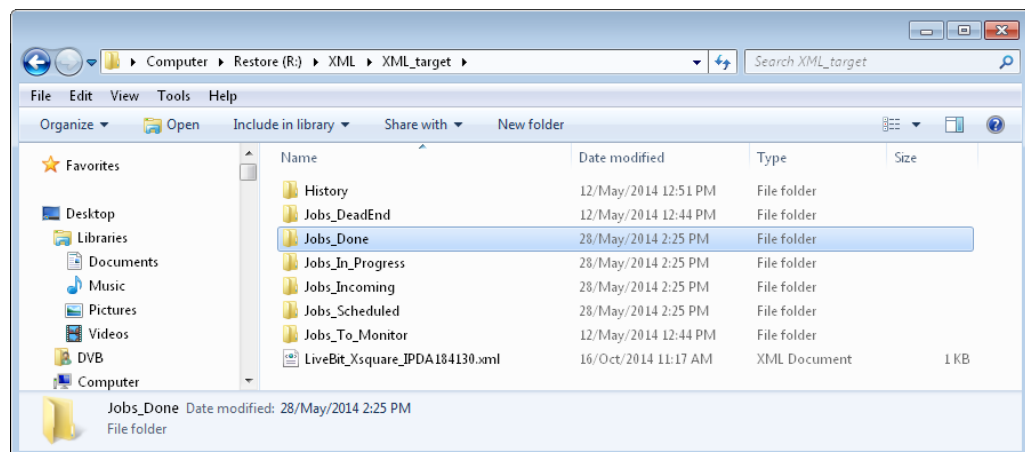 Computer Restore (R:) XML XML_target Search XML_target
File Edit View Tools Help
Organize Open Include in library Share with New folder
Favorites
Desktop
Libraries
Documents
Music
Pictures
Videos
DVB
Computer
Name Date modified Type Size
History 12/May/2014 12:51 PM File folder
Jobs_DeadEnd 12/May/2014 12:44 PM File folder
Jobs_Done 28/May/2014 2:25 PM File folder
Jobs_In_Progress 28/May/2014 2:25 PM File folder
Jobs_Incoming 28/May/2014 2:25 PM File folder
Jobs_Scheduled 28/May/2014 2:25 PM File folder
Jobs_To_Monitor 12/May/2014 12:44 PM File folder
LiveBit_Xsquare_IPDA184130.xml 16/Oct/2014 11:17 AM XML Document 1 KB
Jobs_Done Date modified: 28/May/2014 2:25 PM
File folder